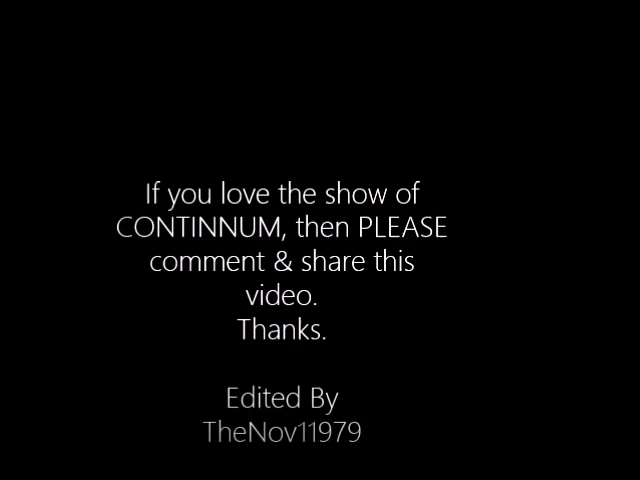 If you love the show of
CONTINNUM, then PLEASE
comment & share this
video.
Thanks.
Edited By
TheNov11979